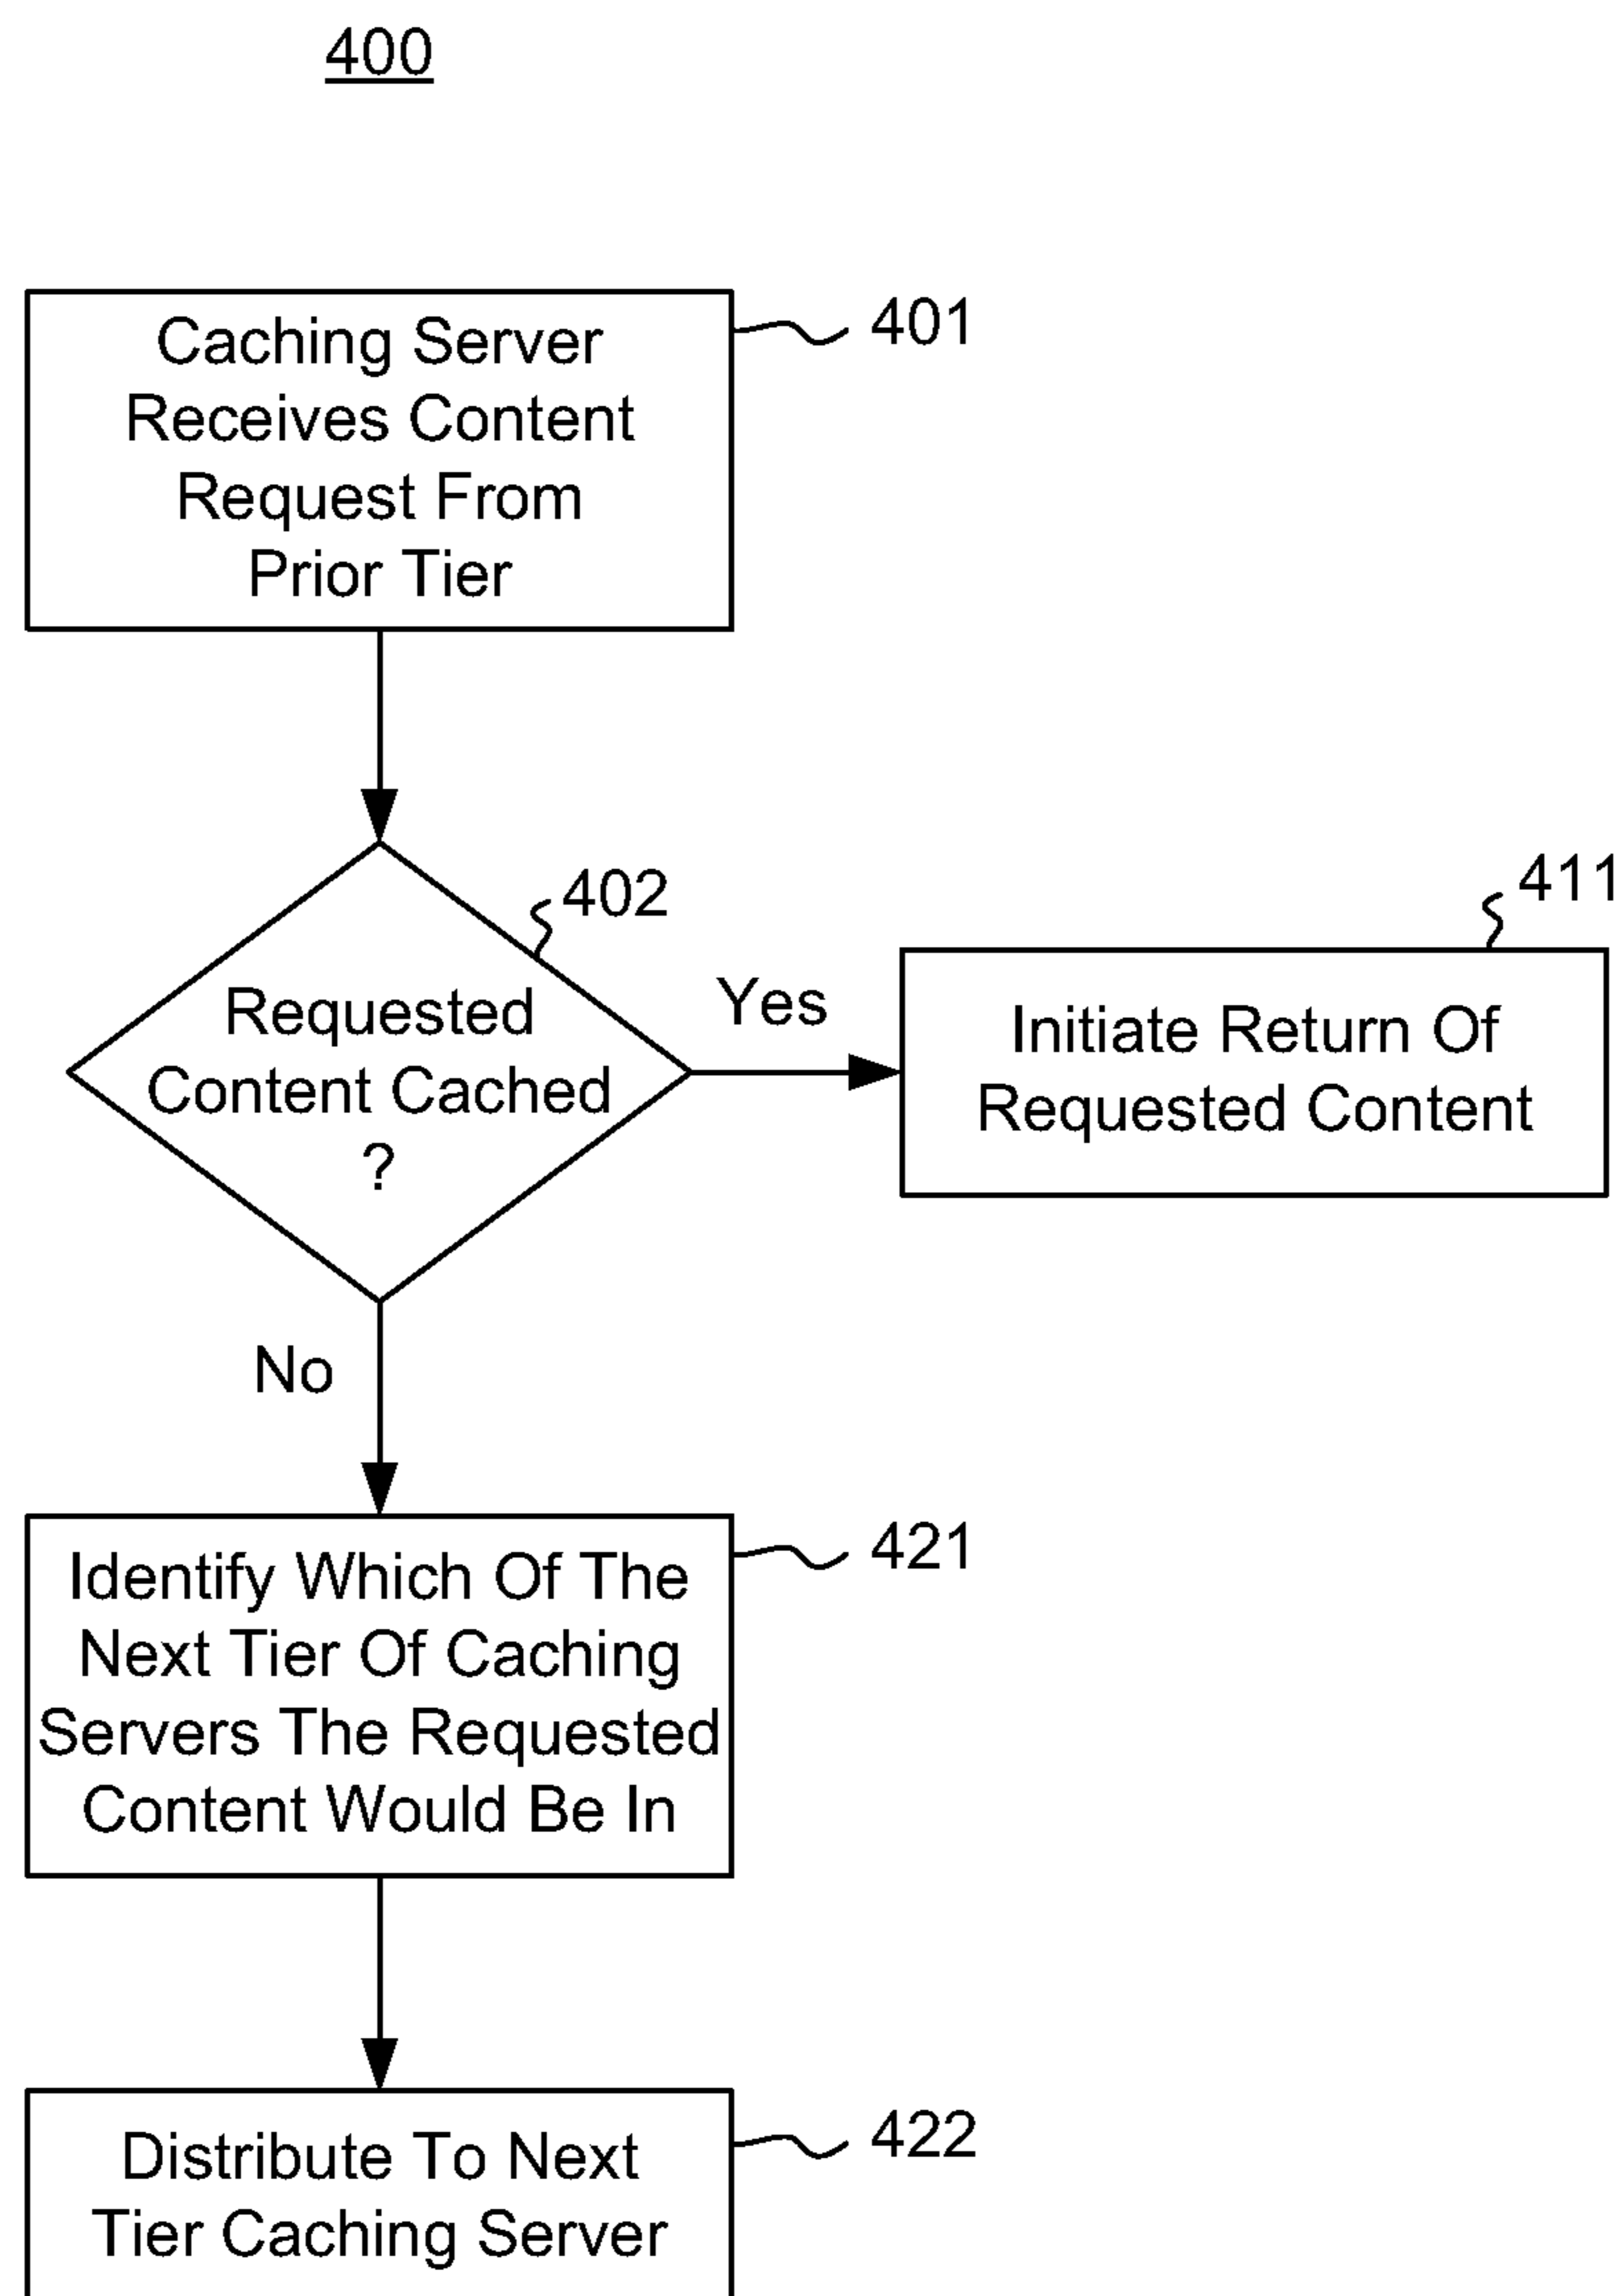 400
Caching Server
Receives Content
Request From
Prior Tier
401
402
Requested
Content Cached
?
Yes
411
Initiate Return Of
Requested Content
No
Identify Which Of The
Next Tier Of Caching
Servers The Requested
Content Would Be In
421
Distribute To Next
Tier Caching Server
422